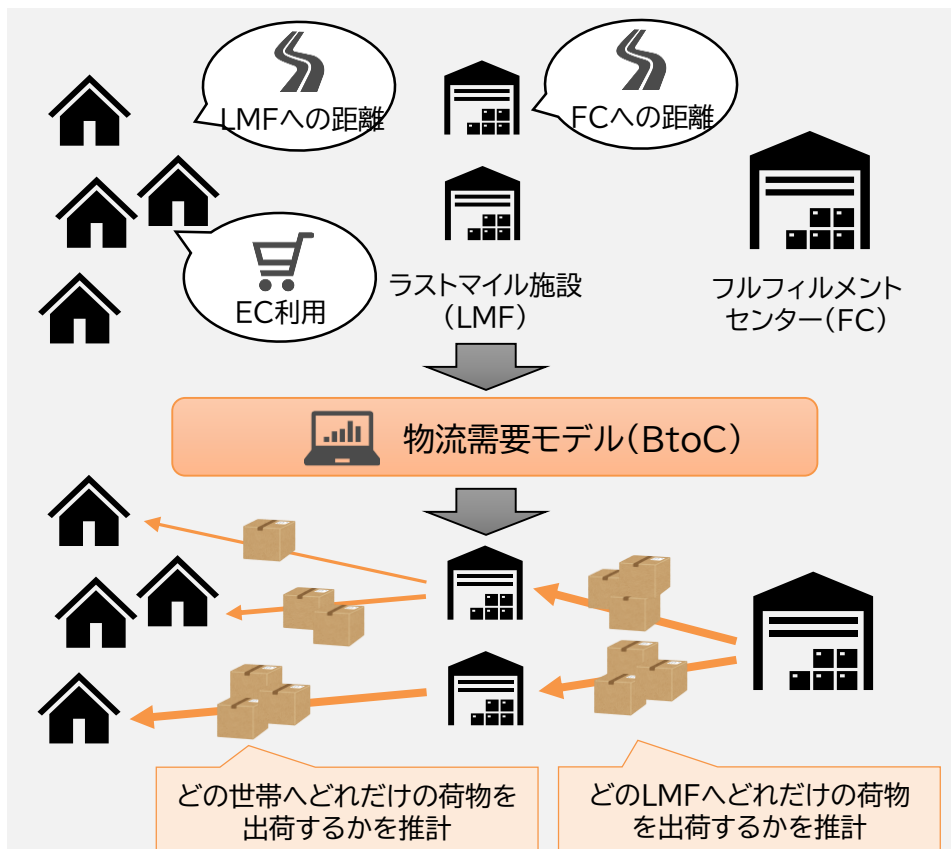 LMFへの距離
FCへの距離
EC利用
ラストマイル施設
（LMF）
フルフィルメント
センター（FC）
物流需要モデル（BtoC）
どの世帯へどれだけの荷物を
出荷するかを推計
どのLMFへどれだけの荷物
を出荷するかを推計